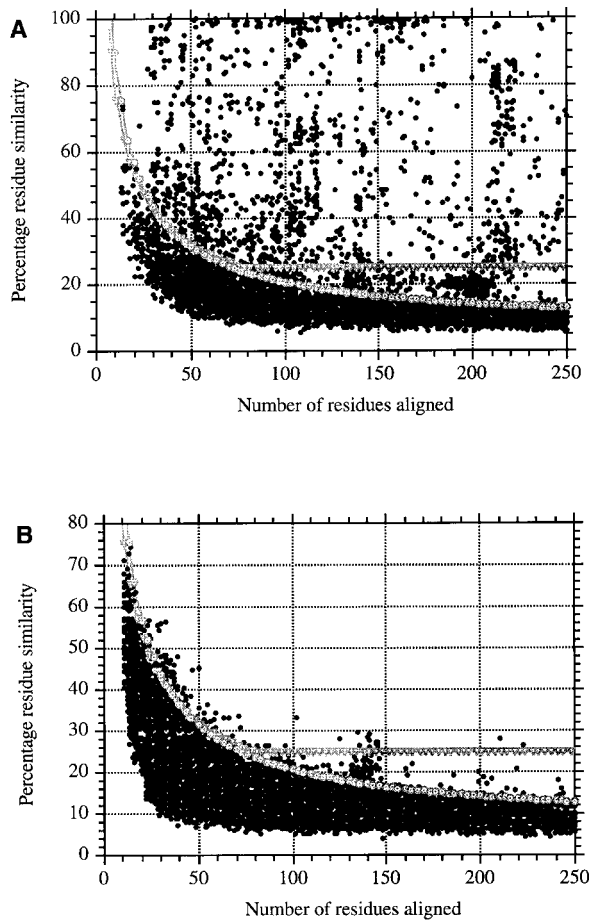 A
100
80
60
40
20
0
Percentage residue similarity
0 50 100 150 200 250
Number of residues aligned
B
80
70
60
50
40
30
20
10
0
Percentage residue similarity
0 50 100 150 200 250
Number of residues aligned